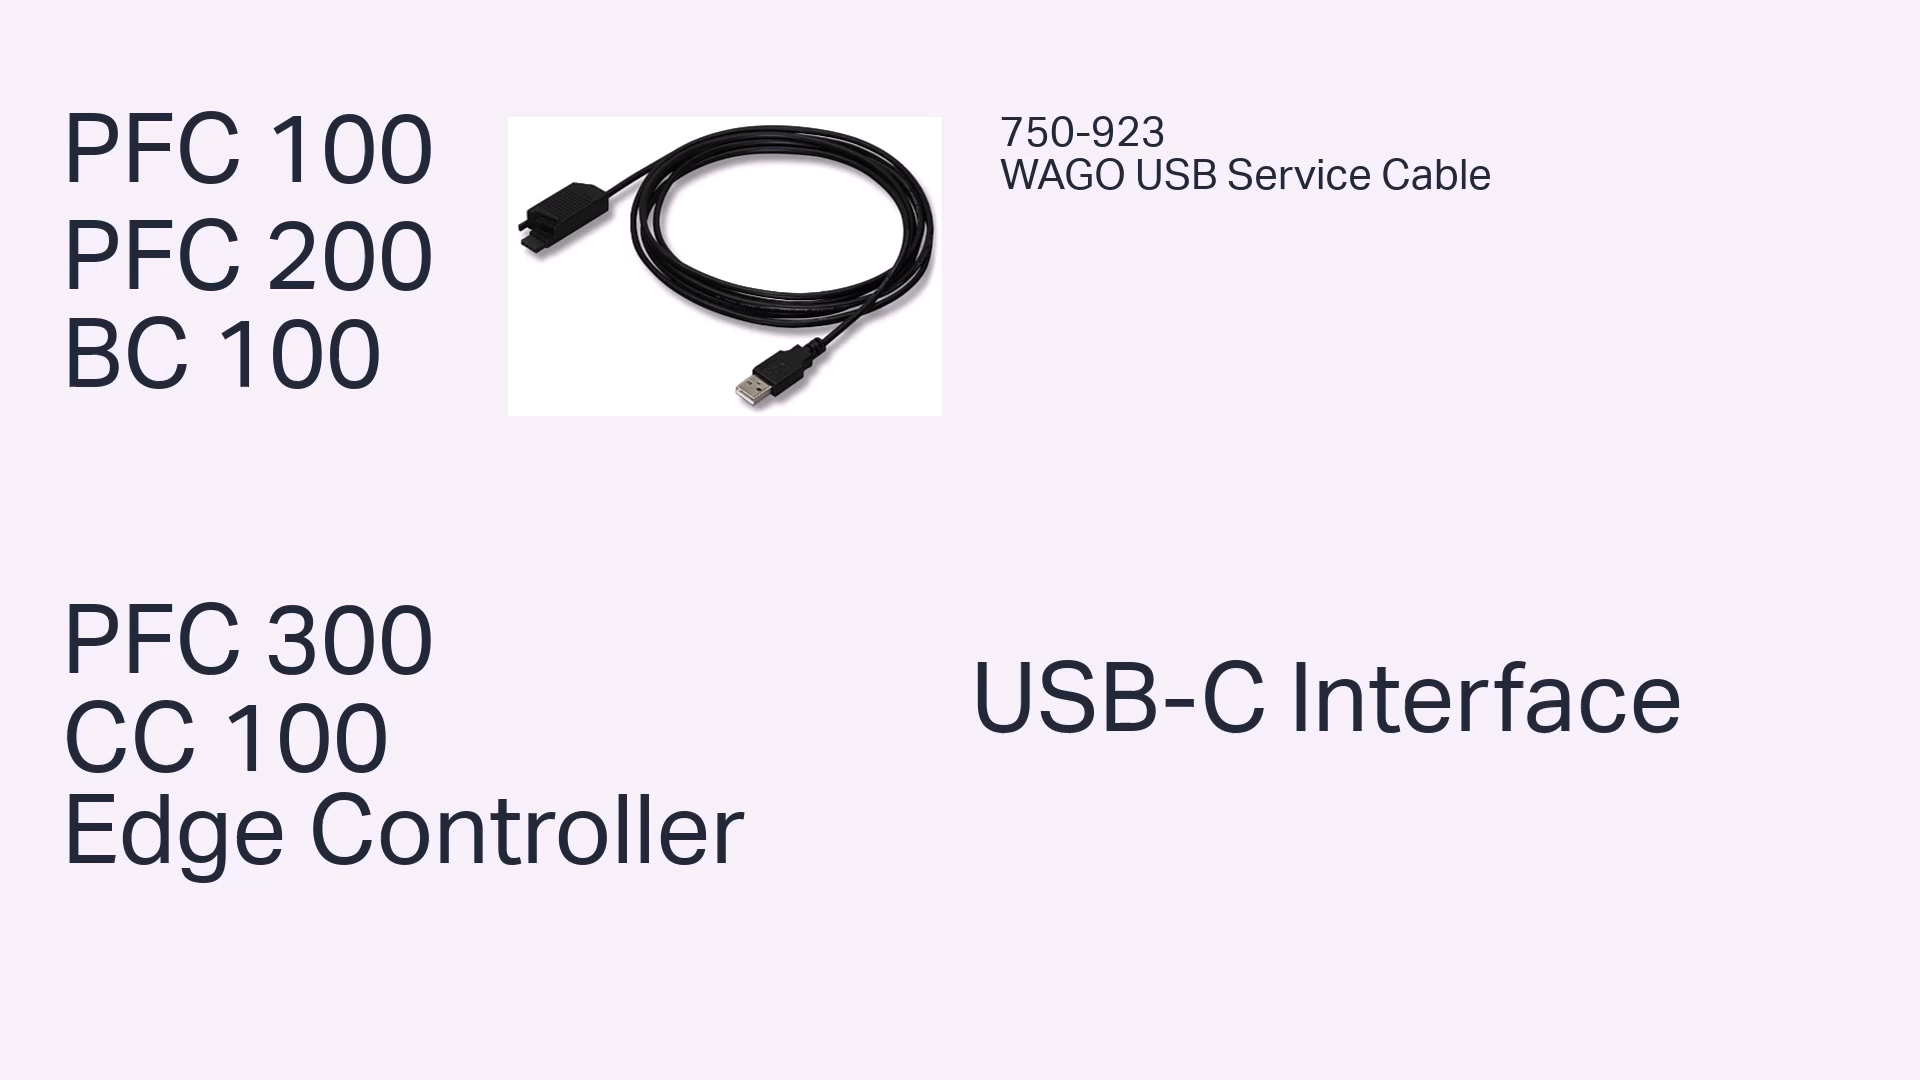 PFC 100
PFC 200
BC 100
750-923
WAGO USB Service Cable
PFC 300
CC 100
Edge Controller
USB-C Interface